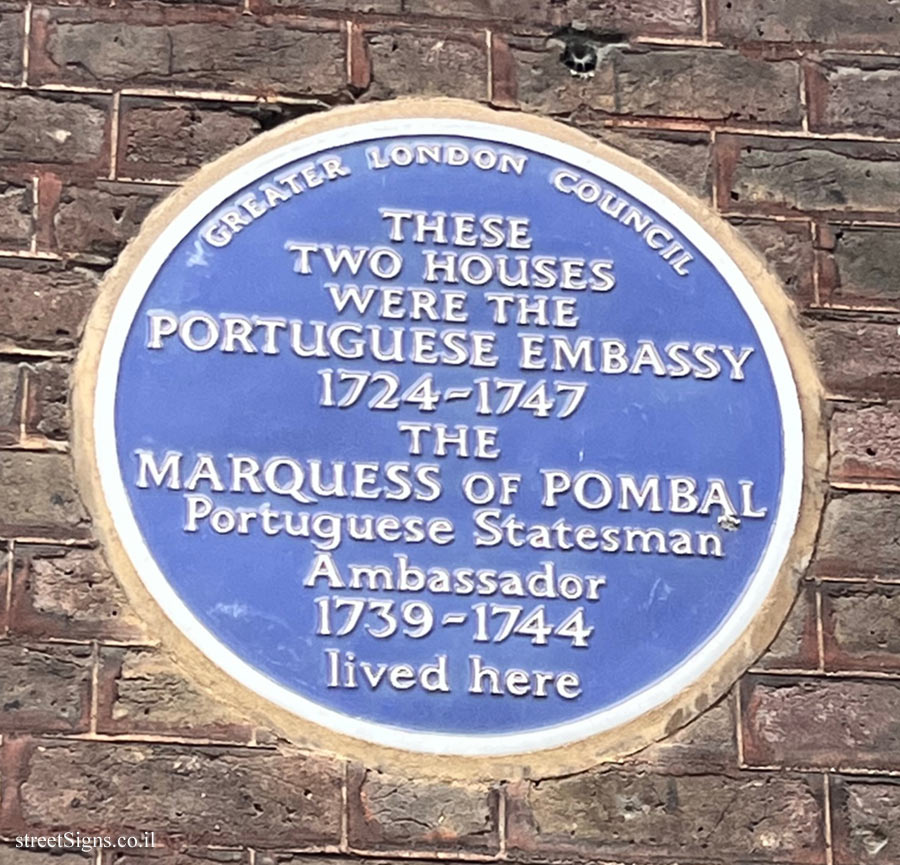 GREATER LONDON COUNCIL
THESE
TWO HOUSES
WERE THE
PORTUGUESE EMBASSY
1724-1747
THE
MARQUESS OF POMBAL
Portuguese Statesman
Ambassador
1739-1744
lived here
streetSigns.co.il